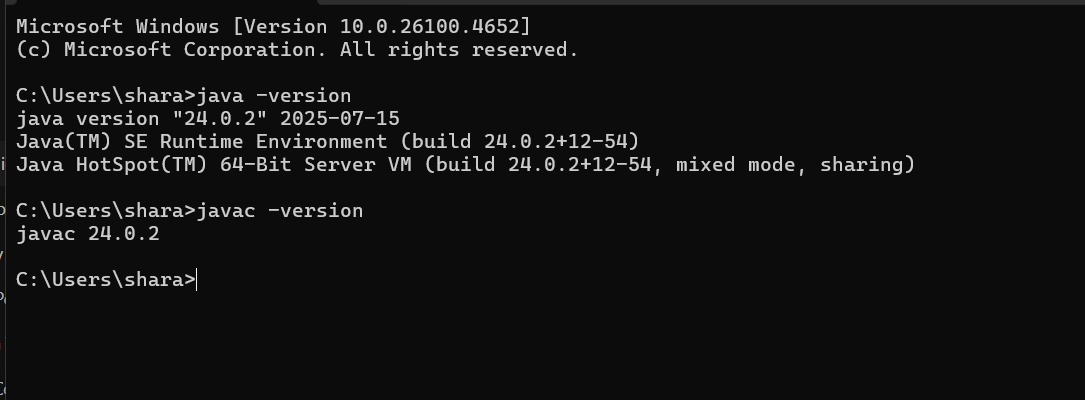 Microsoft Windows [Version 10.0.26100.4652]
(c) Microsoft Corporation. All rights reserved.
C:\Users\shara>java -version
java version "24.0.2" 2025-07-15
Java(TM) SE Runtime Environment (build 24.0.2+12-54)
Java HotSpot(TM) 64-Bit Server VM (build 24.0.2+12-54, mixed mode, sharing)
C:\Users\shara>javac -version
javac 24.0.2
C:\Users\shara>